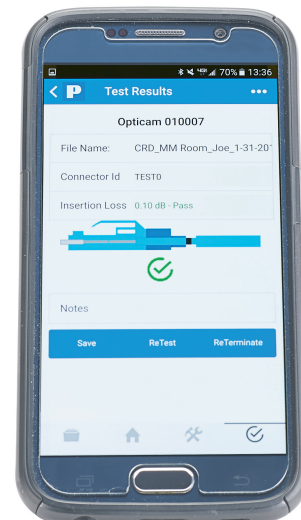 70% 13:36
P Test Results
Opticam 010007
File Name: CRD_MM Room_Joe_1-31-201
Connector Id TEST0
Insertion Loss 0.10 dB - Pass
Notes
Save ReTest ReTerminate